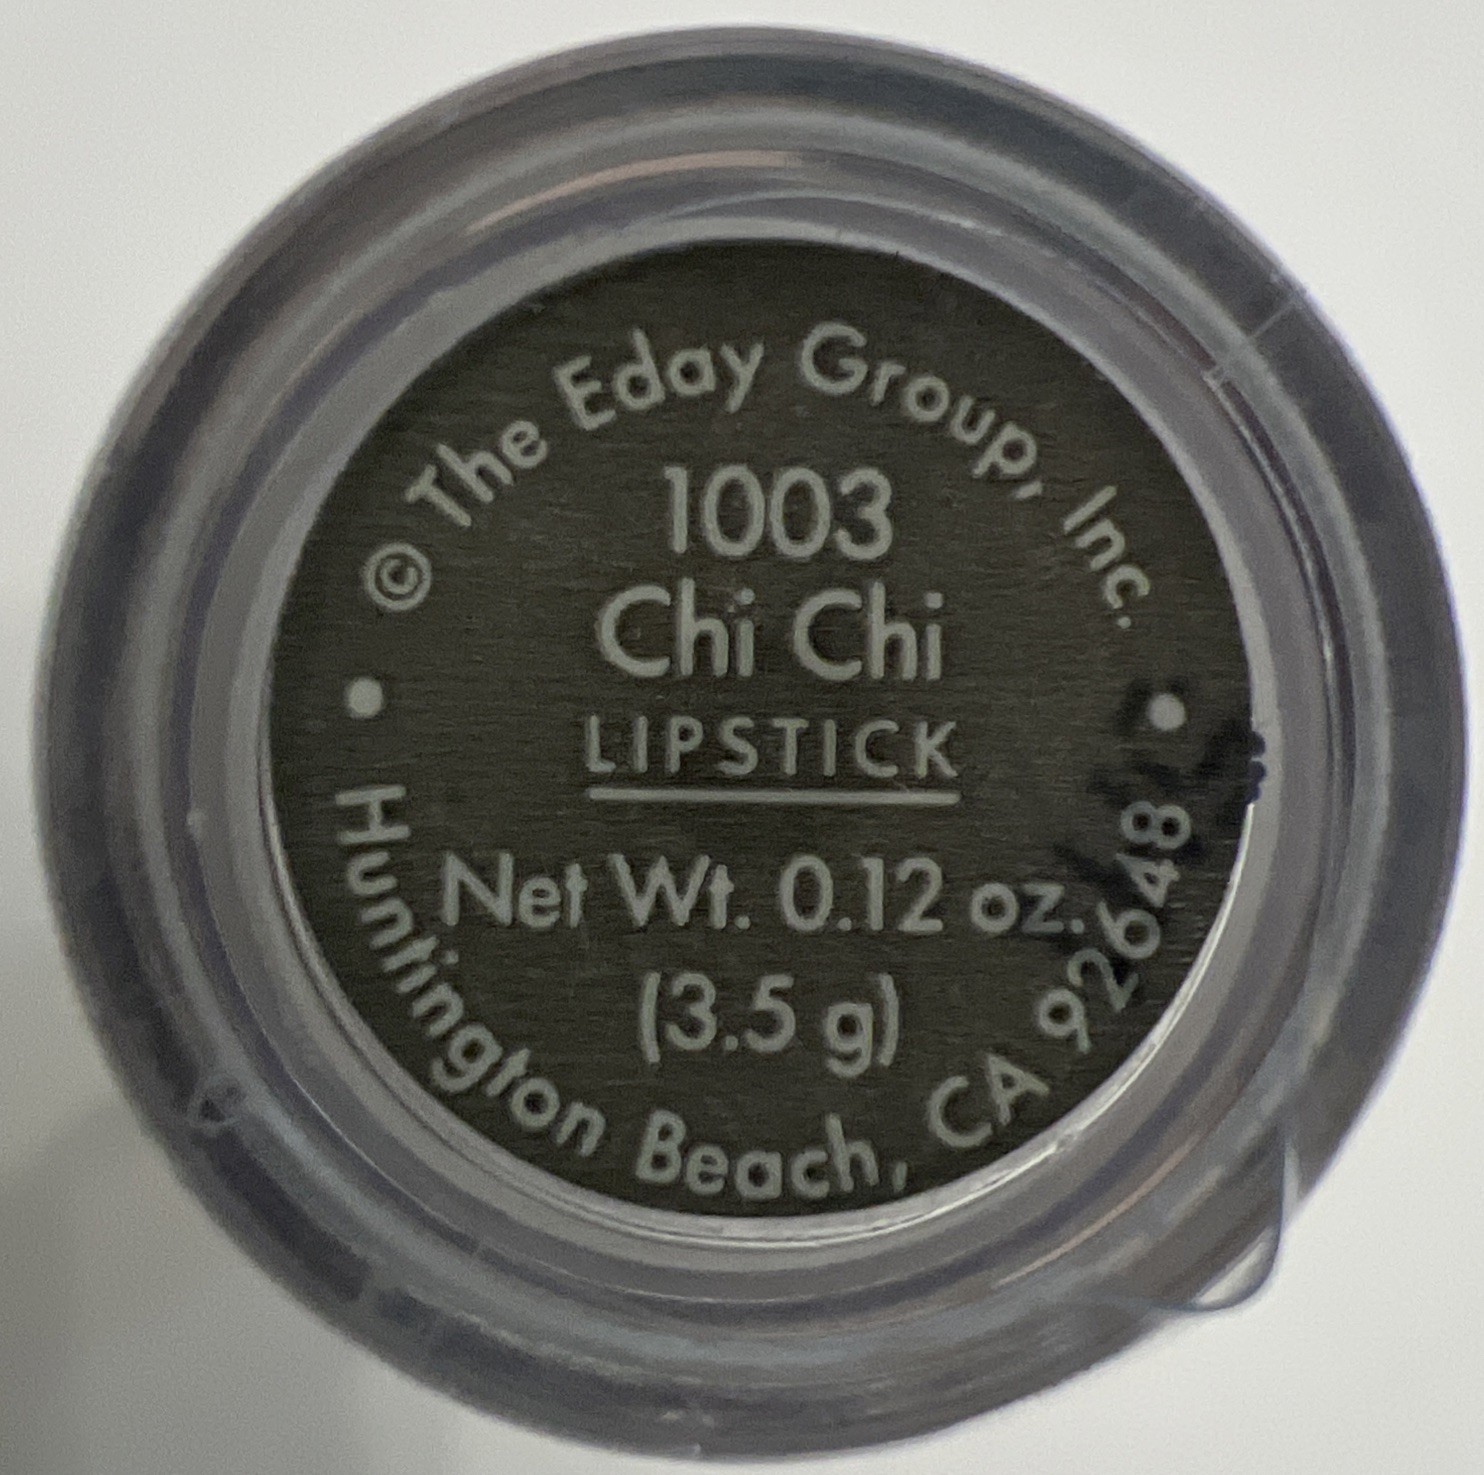 © The Eday Group, Inc.
1003
Chi Chi
LIPSTICK
Net Wt. 0.12 oz.
(3.5 g)
Huntington Beach, CA 92648